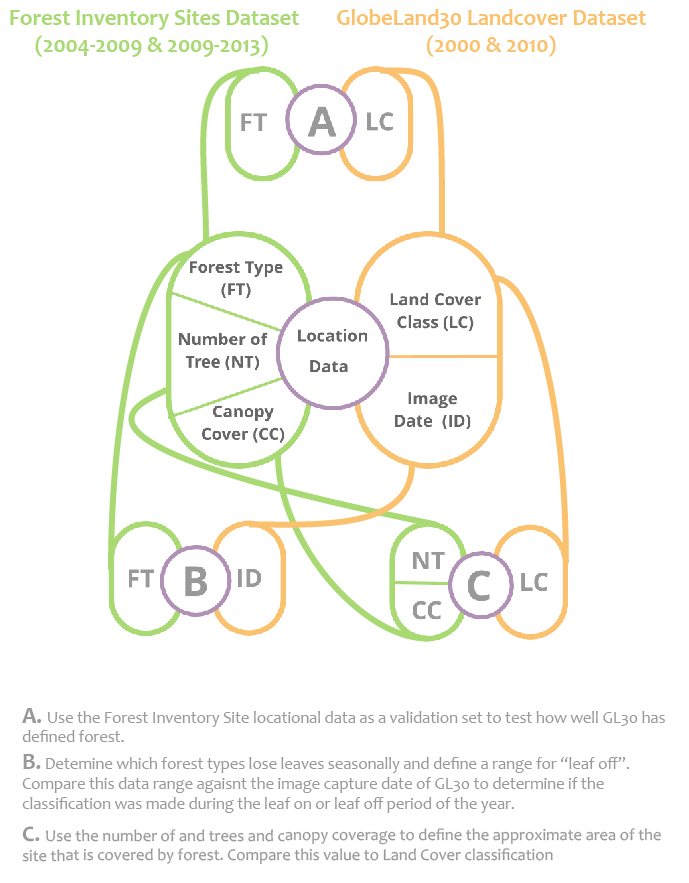 Forest Inventory Sites Dataset
(2004-2009 & 2009-2013)
GlobeLand30 Landcover Dataset
(2000 & 2010)
FT
A
LC
Forest Type
(FT)
Number of
Tree (NT)
Canopy
Cover (CC)
Location
Data
Land Cover
Class (LC)
Image
Date (ID)
FT
B
ID
NT
CC
C
LC
A. Use the Forest Inventory Site locational data as a validation set to test how well GL30 has
defined forest.
B. Detemine which forest types lose leaves seasonally and define a range for “leaf off”.
Compare this data range agaisnt the image capture date of GL30 to determine if the
classification was made during the leaf on or leaf off period of the year.
C. Use the number of and trees and canopy coverage to define the approximate area of the
site that is covered by forest. Compare this value to Land Cover classification